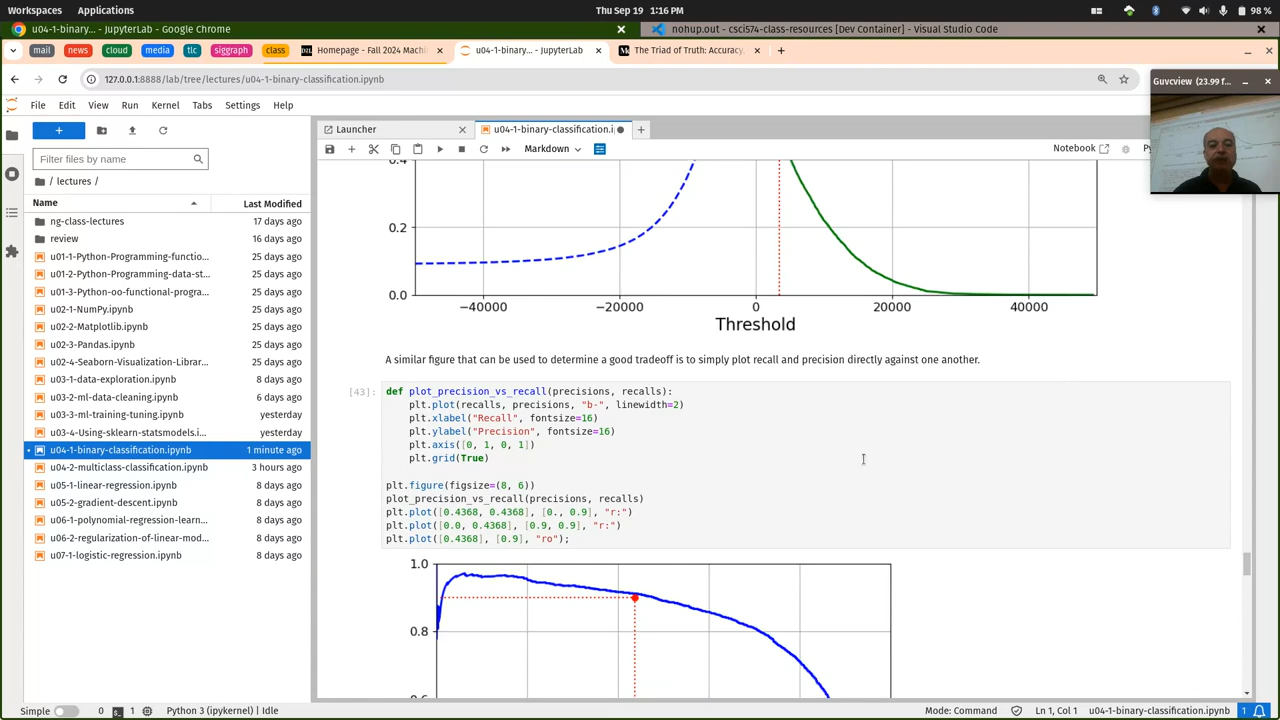 Workspaces Applications Thu Sep 19 1:16 PM 98 %
u04-1-binary... - JupyterLab - Google Chrome nohup.out - csci574-class-resources [Dev Container] - Visual Studio Code
mail news cloud media tlc siggraph class Homepage - Fall 2024 Machi u04-1-binary... - JupyterLab The Triad of Truth: Accuracy,
127.0.0.1:8888/lab/tree/lectures/u04-1-binary-classification.ipynb
Guvcview (23.99 f...
File Edit View Run Kernel Tabs Settings Help
Launcher u04-1-binary-classification.i
Markdown Notebook
Filter files by name
/ lectures /
Name Last Modified
ng-class-lectures 17 days ago
review 16 days ago
u01-1-Python-Programming-functio... 25 days ago
u01-2-Python-Programming-data-st... 25 days ago
u01-3-Python-oo-functional-progra... 25 days ago
u02-1-NumPy.ipynb 25 days ago
u02-2-Matplotlib.ipynb 25 days ago
u02-3-Pandas.ipynb 25 days ago
u02-4-Seaborn-Visualization-Librar... 25 days ago
u03-1-data-exploration.ipynb 8 days ago
u03-2-ml-data-cleaning.ipynb 6 days ago
u03-3-ml-training-tuning.ipynb yesterday
u03-4-Using-sklearn-statsmodels.i... yesterday
u04-1-binary-classification.ipynb 1 minute ago
u04-2-multiclass-classification.ipynb 3 hours ago
u05-1-linear-regression.ipynb 8 days ago
u05-2-gradient-descent.ipynb 8 days ago
u06-1-polynomial-regression-learn... 8 days ago
u06-2-regularization-of-linear-mod... 8 days ago
u07-1-logistic-regression.ipynb 8 days ago
0.4
0.2
0.0
−40000 −20000 0 20000 40000
Threshold
A similar figure that can be used to determine a good tradeoff is to simply plot recall and precision directly against one another.
[43]: def plot_precision_vs_recall(precisions, recalls):
plt.plot(recalls, precisions, "b-", linewidth=2)
plt.xlabel("Recall", fontsize=16)
plt.ylabel("Precision", fontsize=16)
plt.axis([0, 1, 0, 1])
plt.grid(True)
plt.figure(figsize=(8, 6))
plot_precision_vs_recall(precisions, recalls)
plt.plot([0.4368, 0.4368], [0., 0.9], "r:")
plt.plot([0.0, 0.4368], [0.9, 0.9], "r:")
plt.plot([0.4368], [0.9], "ro");
1.0
0.8
Simple 0 1 Python 3 (ipykernel) | Idle Mode: Command Ln 1, Col 1 u04-1-binary-classification.ipynb 1